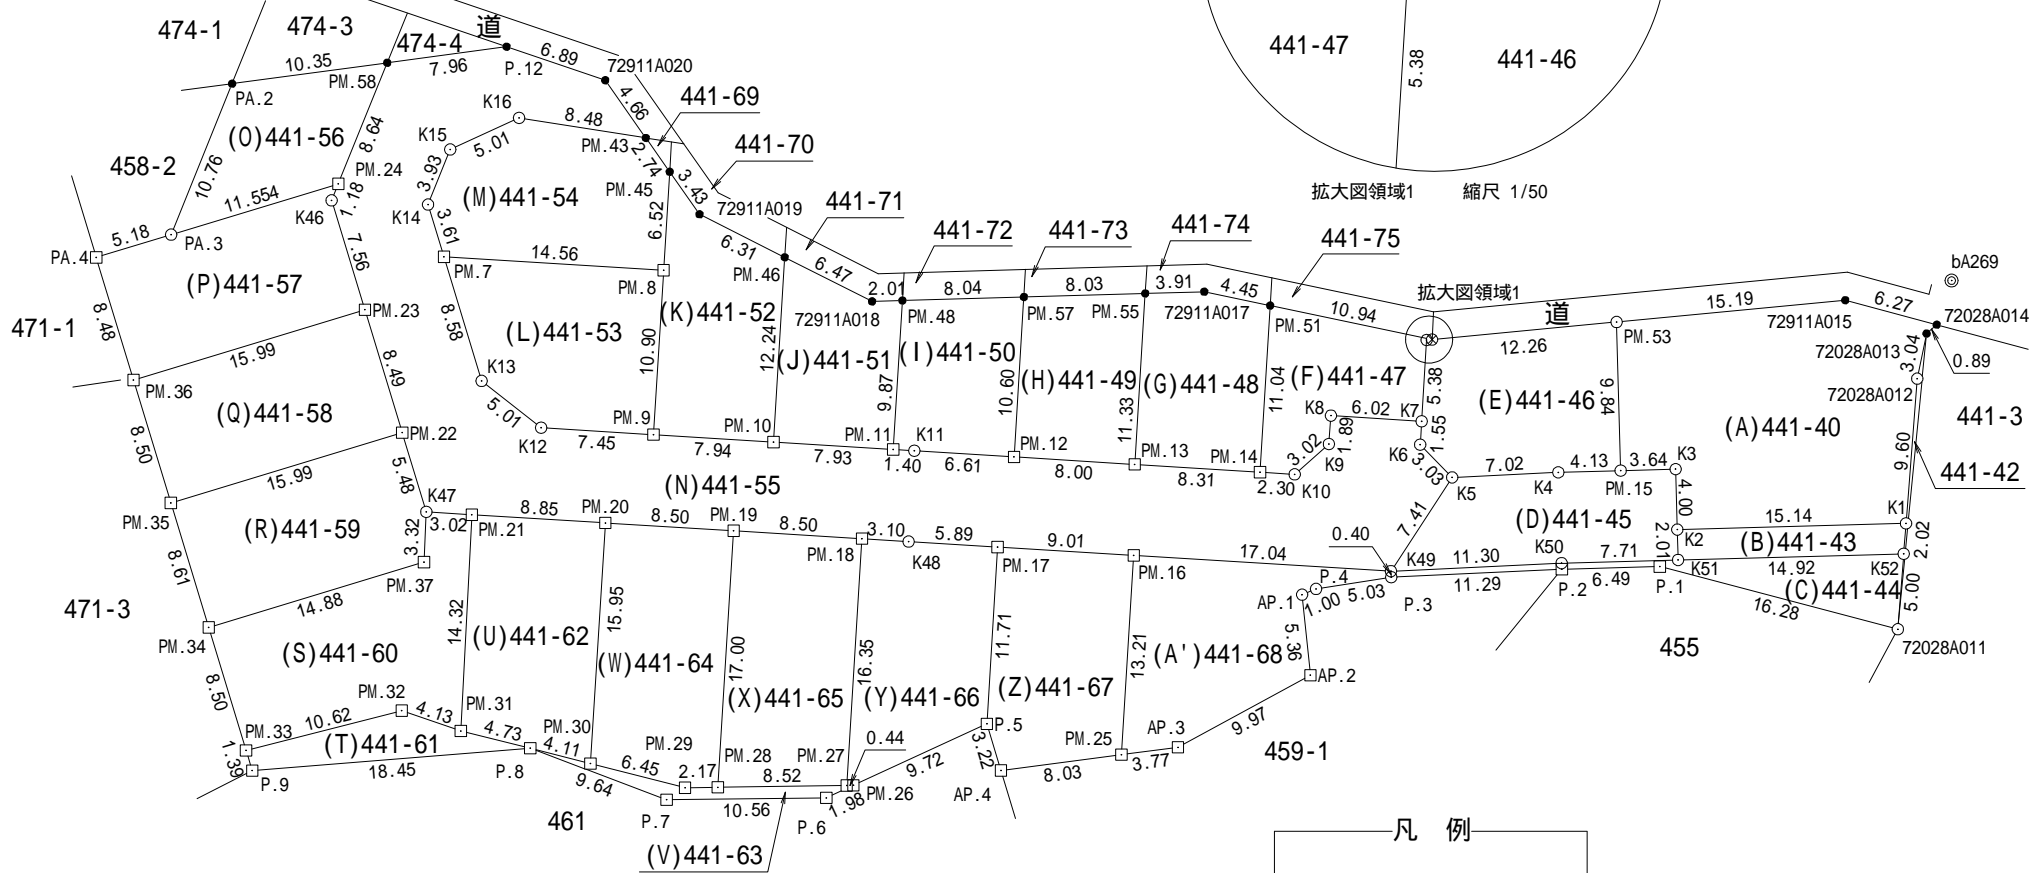 474-1
474-3
474-4
道
6.89
10.35
7.96
P.12
72911A020
PM.58
PA.2
4.66
441-69
K16
8.48
(O)441-56
8.64
K15
5.01
PM.43
2.74
441-70
458-2
10.76
PM.24
3.93
PM.45
3.43
11.554
1.18
(M)441-54
K46
K14
72911A019
441-71
5.18
PA.3
3.61
6.52
6.31
441-72
441-73
441-74
441-75
PA.4
7.56
14.56
PM.7
PM.8
PM.46
6.47
(P)441-57
2.01
8.04
8.03
3.91
4.45
10.94
拡大図領域1
道
15.19
6.27
bA269
441-47
5.38
441-46
拡大図領域1 縮尺 1/50
471-1
8.48
PM.23
8.58
(L)441-53
(K)441-52
72911A018
PM.48
PM.57
PM.55
72911A017
PM.51
12.26
PM.53
72911A015
72028A014
15.99
10.90
12.24
(J)441-51
(I)441-50
(H)441-49
(G)441-48
(F)441-47
5.38
9.84
72028A013
3.04
0.89
PM.36
8.49
K13
9.87
10.60
11.33
11.04
(E)441-46
72028A012
(Q)441-58
5.01
K8
6.02
K7
(A)441-40
441-3
8.50
PM.22
K12
7.45
PM.9
7.94
PM.10
7.93
PM.11
K11
1.40
6.61
PM.12
8.00
PM.13
8.31
PM.14
2.30
K10
3.02
K9
1.89
K6
1.55
3.03
K5
7.02
K4
4.13
PM.15
3.64
K3
9.60
441-42
15.99
5.48
(N)441-55
4.00
PM.35
K47
3.02
PM.21
8.85
PM.20
8.50
PM.19
8.50
PM.18
3.10
K48
5.89
PM.17
9.01
PM.16
17.04
7.41
(D)441-45
15.14
K1
(R)441-59
3.32
0.40
K49
11.30
K50
7.71
2.01
K2
(B)441-43
2.02
8.61
PM.37
P.4
5.03
P.3
11.29
P.2
6.49
P.1
K51
14.92
K52
471-3
14.88
14.32
15.95
17.00
16.35
11.71
13.21
AP.1
1.00
16.28
(C)441-44
5.00
PM.34
(S)441-60
(U)441-62
(W)441-64
(X)441-65
(Y)441-66
(Z)441-67
(A')441-68
5.36
455
72028A011
8.50
PM.32
4.13
PM.31
AP.2
PM.33
10.62
4.73
PM.30
PM.29
PM.28
PM.27
0.44
P.5
PM.25
AP.3
9.97
459-1
1.39
(T)441-61
4.11
6.45
2.17
8.52
PM.26
9.72
3.22
8.03
3.77
P.9
18.45
P.8
9.64
AP.4
461
P.7
10.56
P.6
1.98
(V)441-63
凡 例